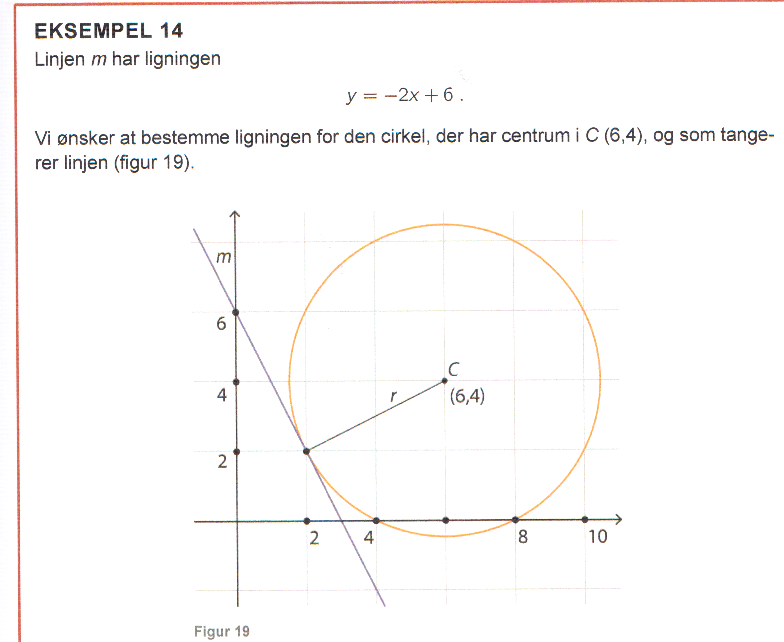 EKSEMPEL 14
Linjen m har ligningen
y = −2x + 6 .
Vi ønsker at bestemme ligningen for den cirkel, der har centrum i C (6,4), og som tange-
rer linjen (figur 19).
m
6
C
4
r
(6,4)
2
2
4
8
10
Figur 19